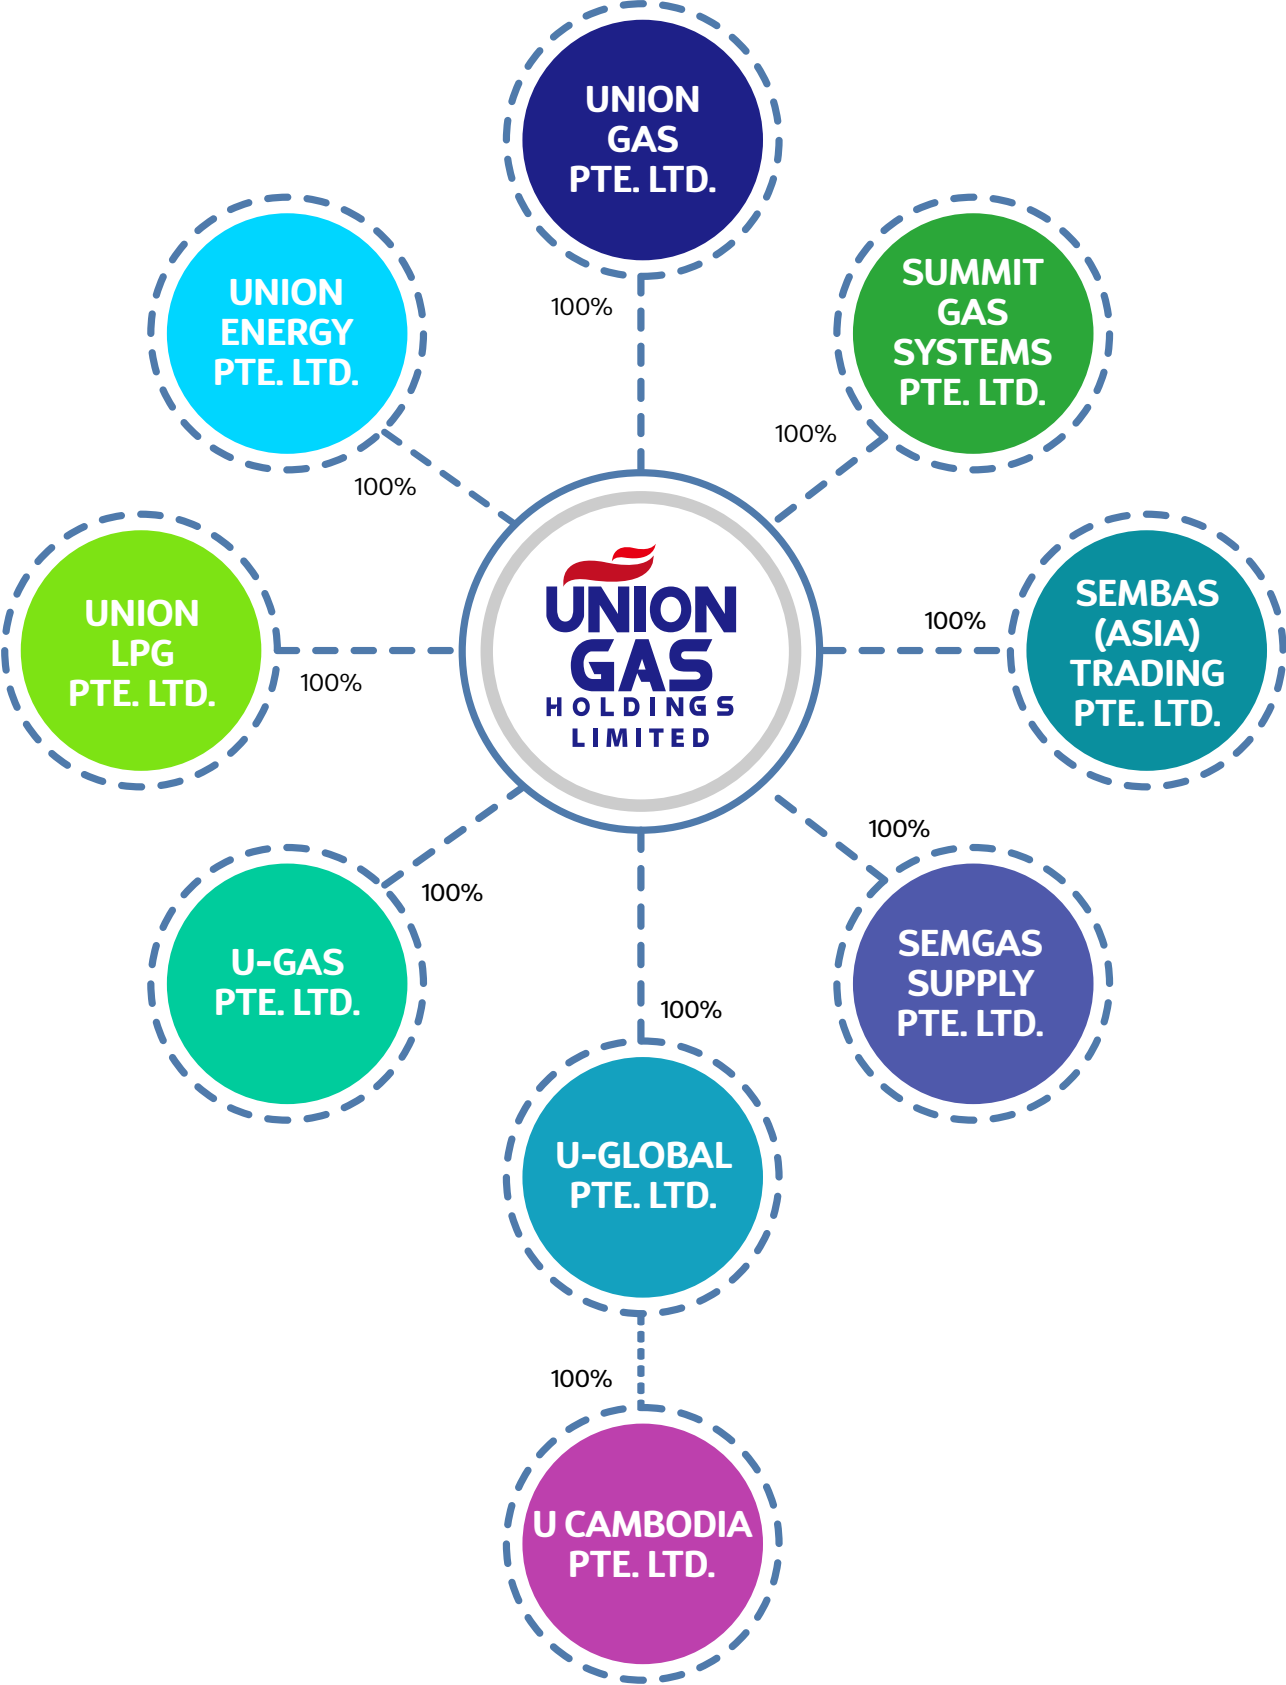 UNION
GAS
PTE. LTD.
100%
UNION
ENERGY
PTE. LTD.
100%
SUMMIT
GAS
SYSTEMS
PTE. LTD.
100%
UNION
LPG
PTE. LTD.
100%
UNION
GAS
HOLDINGS
LIMITED
SEMBAS
(ASIA)
TRADING
PTE. LTD.
100%
U-GAS
PTE. LTD.
100%
SEMGAS
SUPPLY
PTE. LTD.
100%
100%
U-GLOBAL
PTE. LTD.
100%
U CAMBODIA
PTE. LTD.